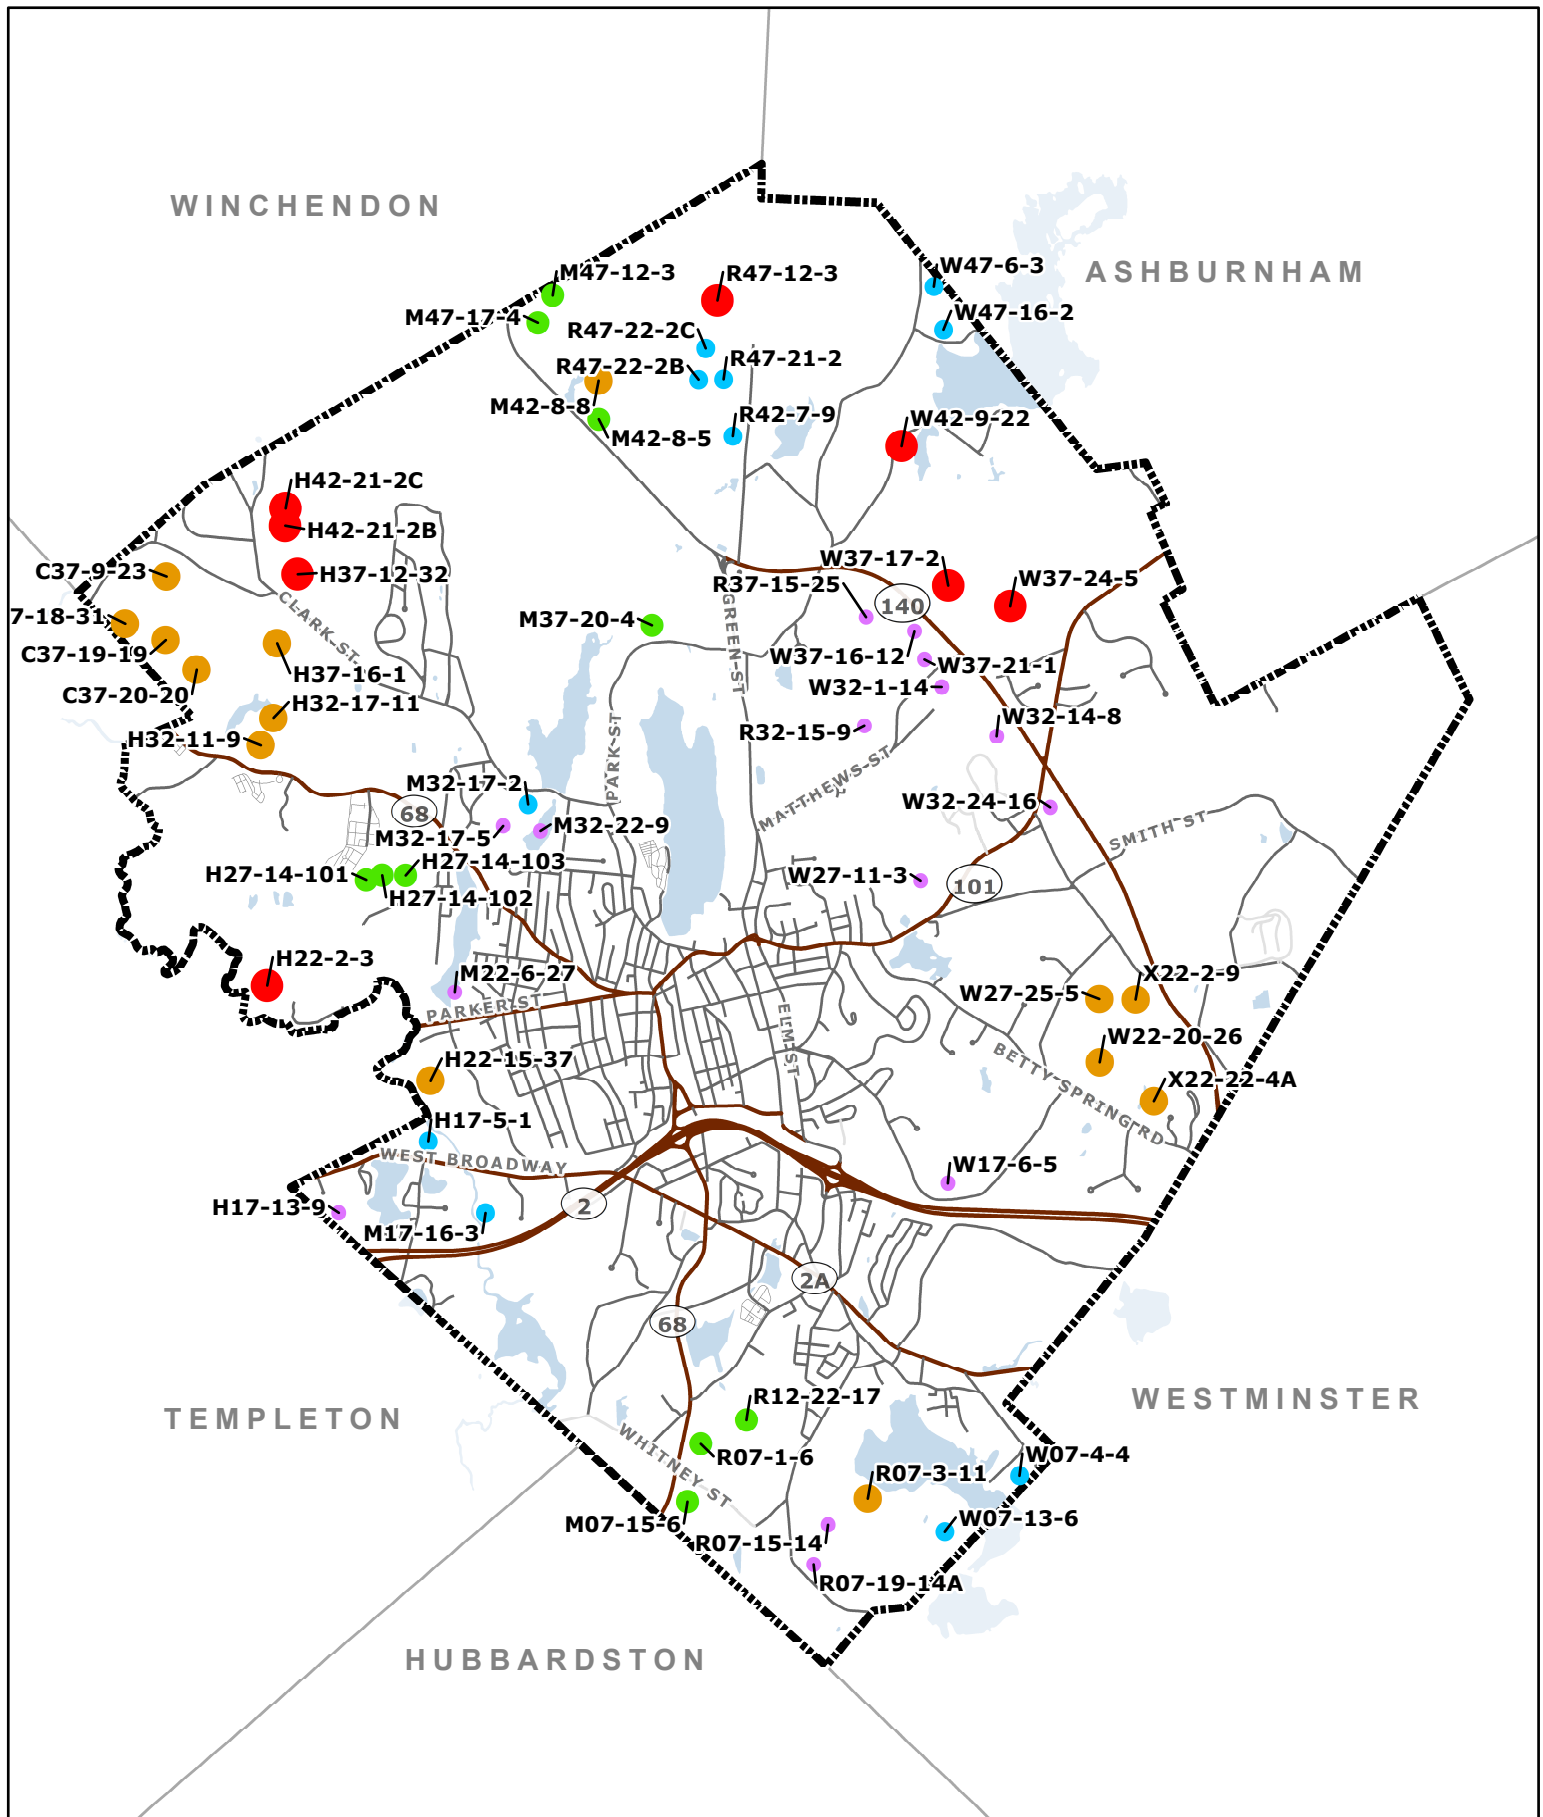 WINCHENDON
ASHBURNHAM
M47-12-3
R47-12-3
W47-6-3
M47-17-4
W47-16-2
R47-22-2C
R47-22-2B
R47-21-2
M42-8-8
R42-7-9
W42-9-22
M42-8-5
H42-21-2C
H42-21-2B
C37-9-23
H37-12-32
W37-17-2
W37-24-5
R37-15-25
140
CLARK ST
GREEN ST
7-18-31
M37-20-4
C37-19-19
W37-16-12
W37-21-1
H37-16-1
C37-20-20
W32-1-14
H32-17-11
W32-14-8
R32-15-9
H32-11-9
PARK ST
MATTHEWS ST
M32-17-2
68
W32-24-16
M32-17-5
M32-22-9
SMITH ST
H27-14-103
H27-14-101
H27-14-102
W27-11-3
101
H22-2-3
M22-6-27
X22-2-9
W27-25-5
PARKER ST
ELM ST
W22-20-26
H22-15-37
BETTY SPRING RD
X22-22-4A
H17-5-1
WEST BROADWAY
W17-6-5
H17-13-9
2
M17-16-3
2A
68
R12-22-17
WESTMINSTER
TEMPLETON
WHITNEY ST
R07-1-6
W07-4-4
R07-3-11
M07-15-6
W07-13-6
R07-15-14
R07-19-14A
HUBBARDSTON